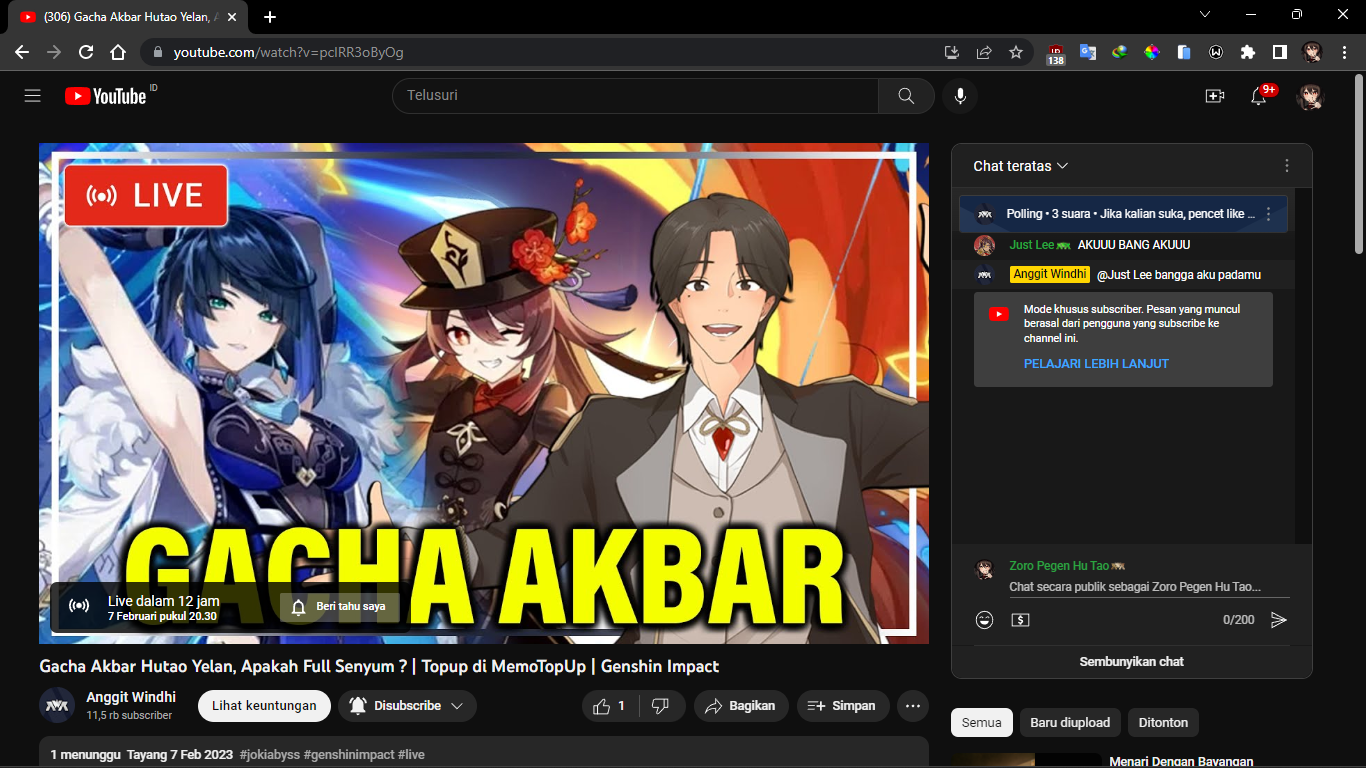 (306) Gacha Akbar Hutao Yelan, A
youtube.com/watch?v=pcIRR3oByOg
138
YouTube ID
Telusuri
9+
LIVE
GACHA AKBAR
Live dalam 12 jam
7 Februari pukul 20.30
Beri tahu saya
Gacha Akbar Hutao Yelan, Apakah Full Senyum ? | Topup di MemoTopUp | Genshin Impact
Anggit Windhi
11,5 rb subscriber
Lihat keuntungan
Disubscribe
1
Bagikan
Simpan
1 menunggu Tayang 7 Feb 2023 #jokiabyss #genshinimpact #live
Chat teratas
Polling • 3 suara • Jika kalian suka, pencet like ...
Just Lee AKUUU BANG AKUUU
Anggit Windhi @Just Lee bangga aku padamu
Mode khusus subscriber. Pesan yang muncul
berasal dari pengguna yang subscribe ke
channel ini.
PELAJARI LEBIH LANJUT
Zoro Pegen Hu Tao
Chat secara publik sebagai Zoro Pegen Hu Tao...
0/200
Sembunyikan chat
Semua
Baru diupload
Ditonton
Menari Dengan Bayangan